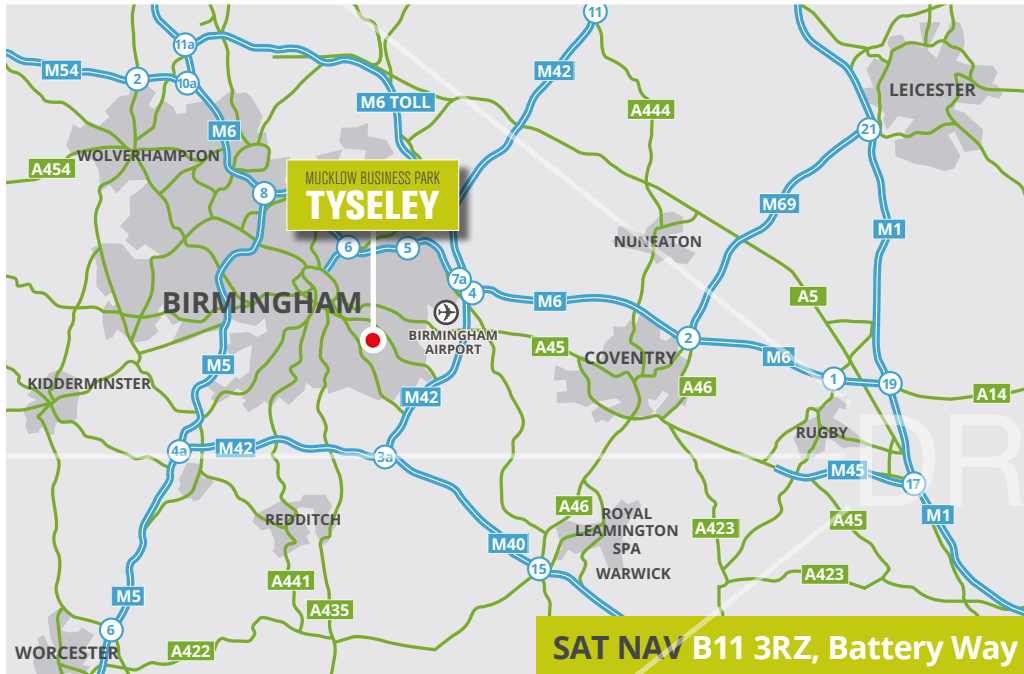 11
11a
M54
2
10a
M42
M6 TOLL
LEICESTER
A444
M6
21
WOLVERHAMPTON
A454
MUCKLOW BUSINESS PARK
TYSELEY
8
M69
M1
NUNEATON
6
5
7a
4
A5
BIRMINGHAM
M6
BIRMINGHAM
AIRPORT
2
A45
COVENTRY
M6
M5
KIDDERMINSTER
A46
1
19
A14
M42
RUGBY
4a
M42
3a
M45
17
DR
A46
ROYAL
LEAMINGTON
SPA
REDDITCH
A423
A45
M1
M40
15
WARWICK
A423
A441
M5
A435
6
WORCESTER
A422
SAT NAV B11 3RZ, Battery Way